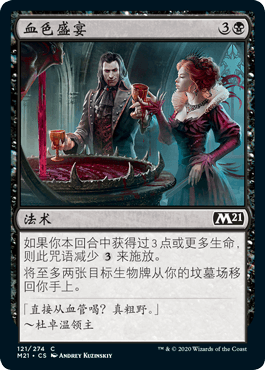 血色盛宴 3
法术 M21
如果你本回合中获得过3点或更多生命，
则此咒语减少 3 来施放。
将至多两张目标生物牌从你的坟墓场移
回你手上。
「直接从血管喝？真粗野。」
～杜卓温领主
121/274 C
M21 • CS ANDREY KUZINSKIY
™ & © 2020 Wizards of the Coast